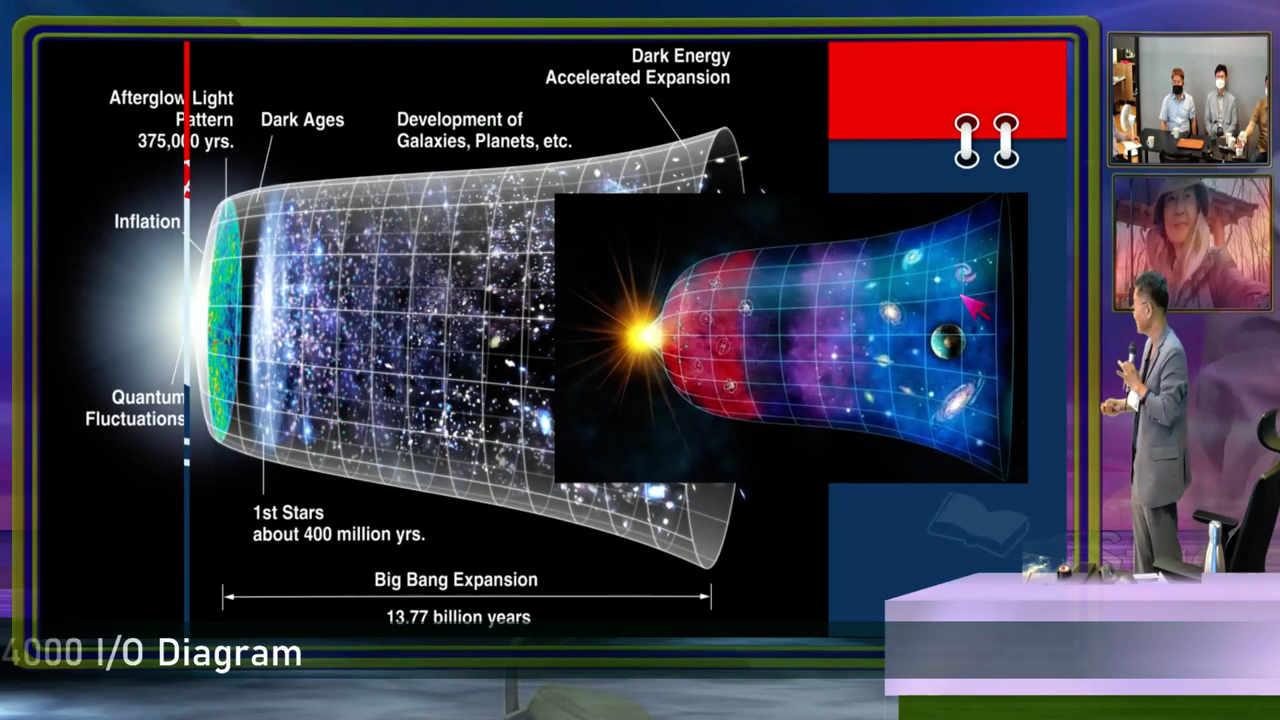 Dark Energy
Accelerated Expansion
Afterglow Light
Pattern
375,000 yrs.
Dark Ages
Development of
Galaxies, Planets, etc.
Inflation
Quantum
Fluctuations
1st Stars
about 400 million yrs.
Big Bang Expansion
13.77 billion years
4000 I/O Diagram